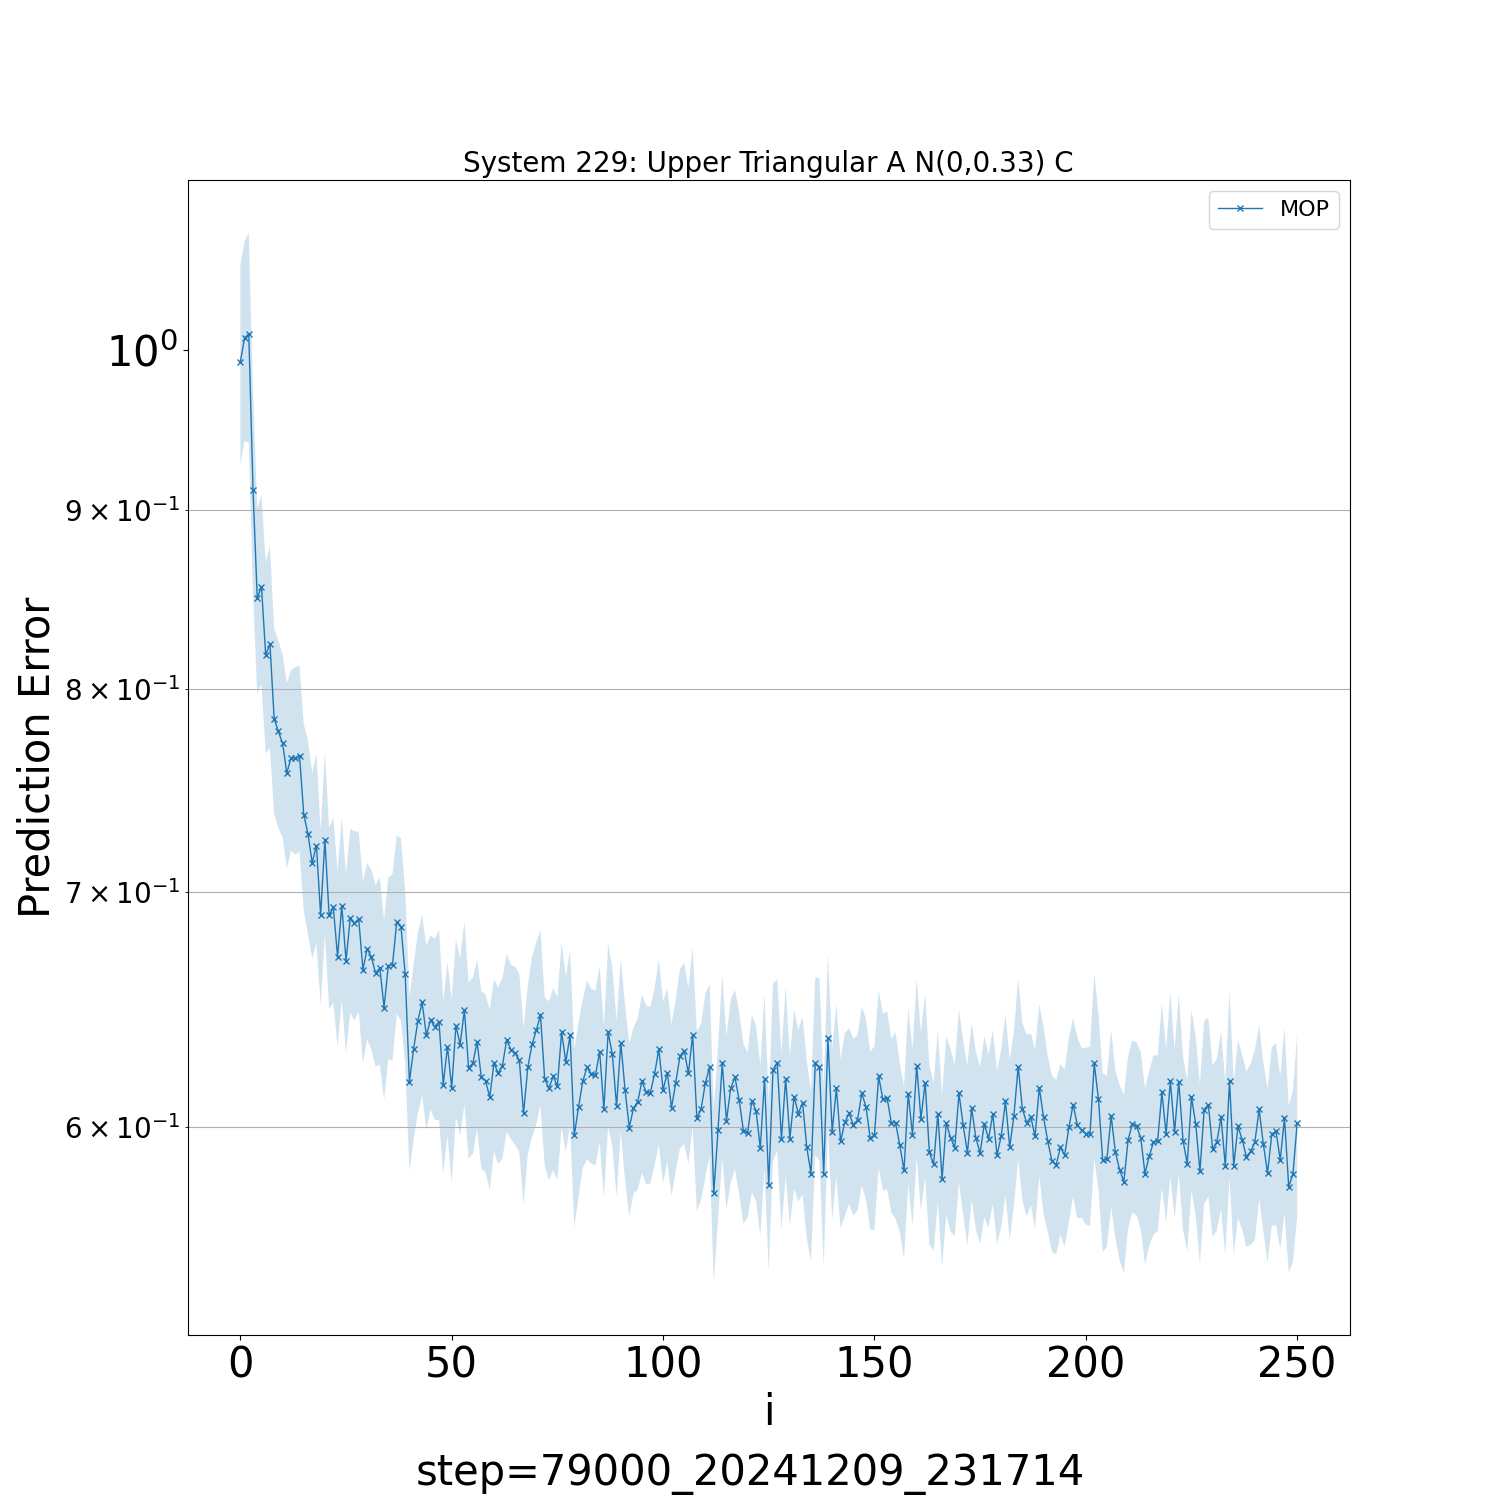 System 229: Upper Triangular A N(0,0.33) C
MOP
10⁰
9 × 10⁻¹
8 × 10⁻¹
7 × 10⁻¹
6 × 10⁻¹
Prediction Error
0 50 100 150 200 250
i
step=79000_20241209_231714